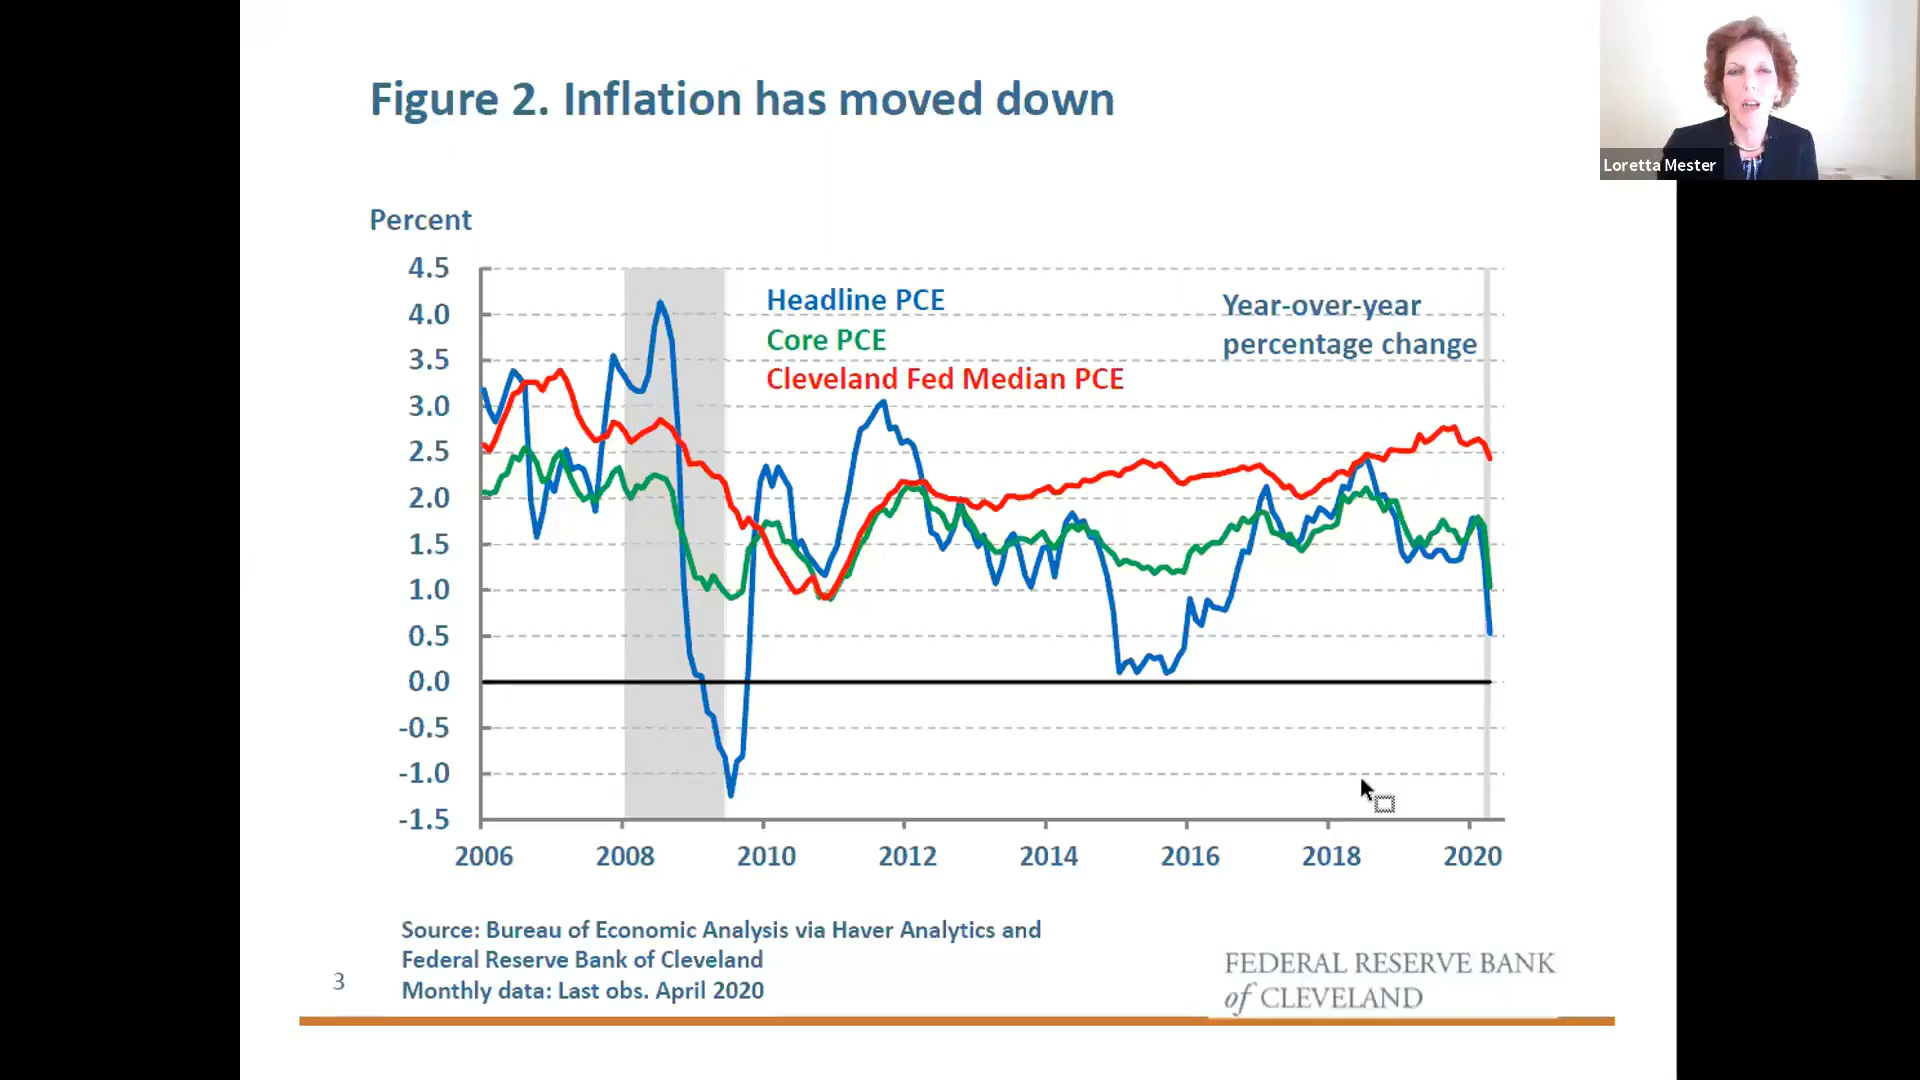 Figure 2. Inflation has moved down
Loretta Mester
Percent
4.5
4.0
3.5
3.0
2.5
2.0
1.5
1.0
0.5
0.0
-0.5
-1.0
-1.5
Headline PCE
Core PCE
Cleveland Fed Median PCE
Year-over-year
percentage change
2006 2008 2010 2012 2014 2016 2018 2020
Source: Bureau of Economic Analysis via Haver Analytics and
Federal Reserve Bank of Cleveland
Monthly data: Last obs. April 2020
3
FEDERAL RESERVE BANK
of CLEVELAND